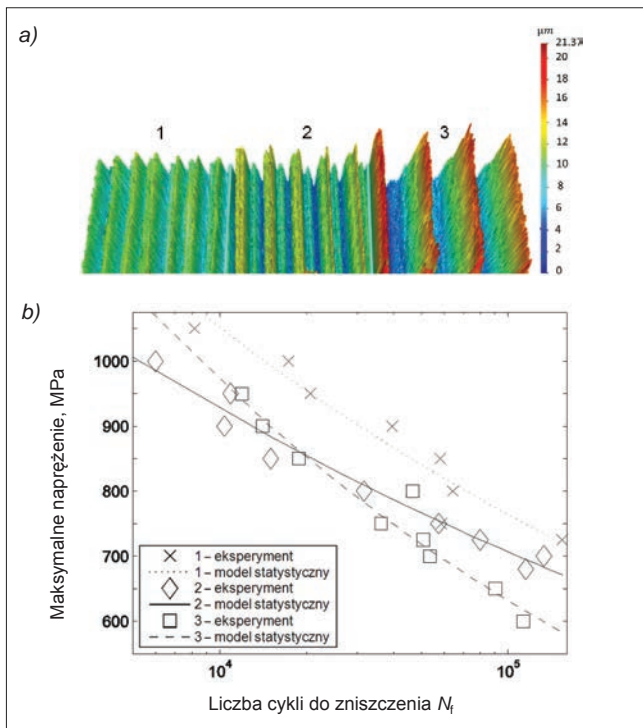 a)
µm
21.37
20
18
16
14
12
10
8
6
4
2
0
1
2
3
b)
Maksymalne naprężenie, MPa
1000
900
800
700
600
1 – eksperyment
1 – model statystyczny
2 – eksperyment
2 – model statystyczny
3 – eksperyment
3 – model statystyczny
10⁴
10⁵
Liczba cykli do zniszczenia Nf